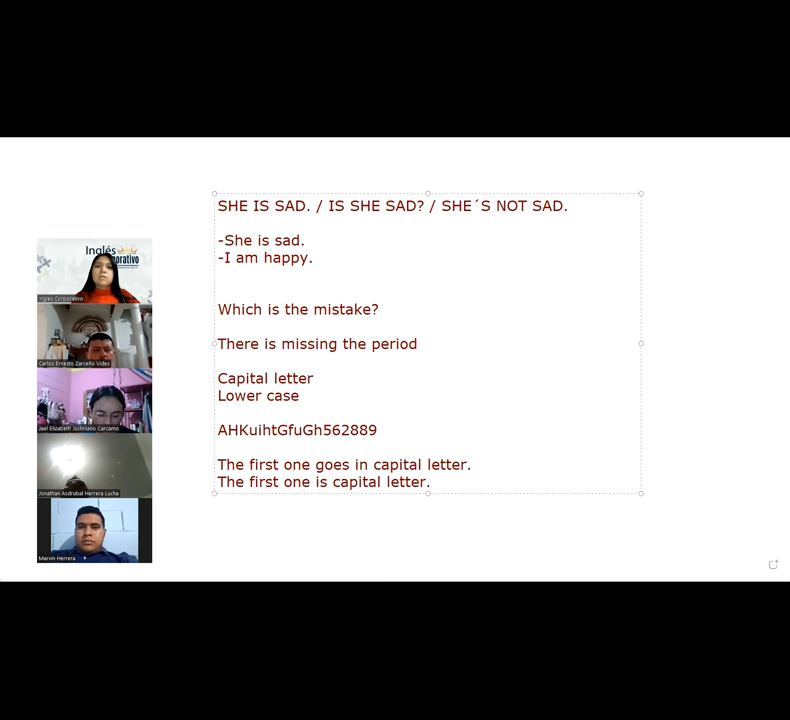 SHE IS SAD. / IS SHE SAD? / SHE´S NOT SAD.
-She is sad.
-I am happy.
Which is the mistake?
There is missing the period
Capital letter
Lower case
AHKuihtGfuGh562889
The first one goes in capital letter.
The first one is capital letter.
Inglés
Corporativo
Ingles Corporativo
Carlos Ernesto Zarceño Vides
Jael Elizabeth Justiniano Carcamo
Jonathan Asdrubal Herrera Lucha
Marvin Herrera